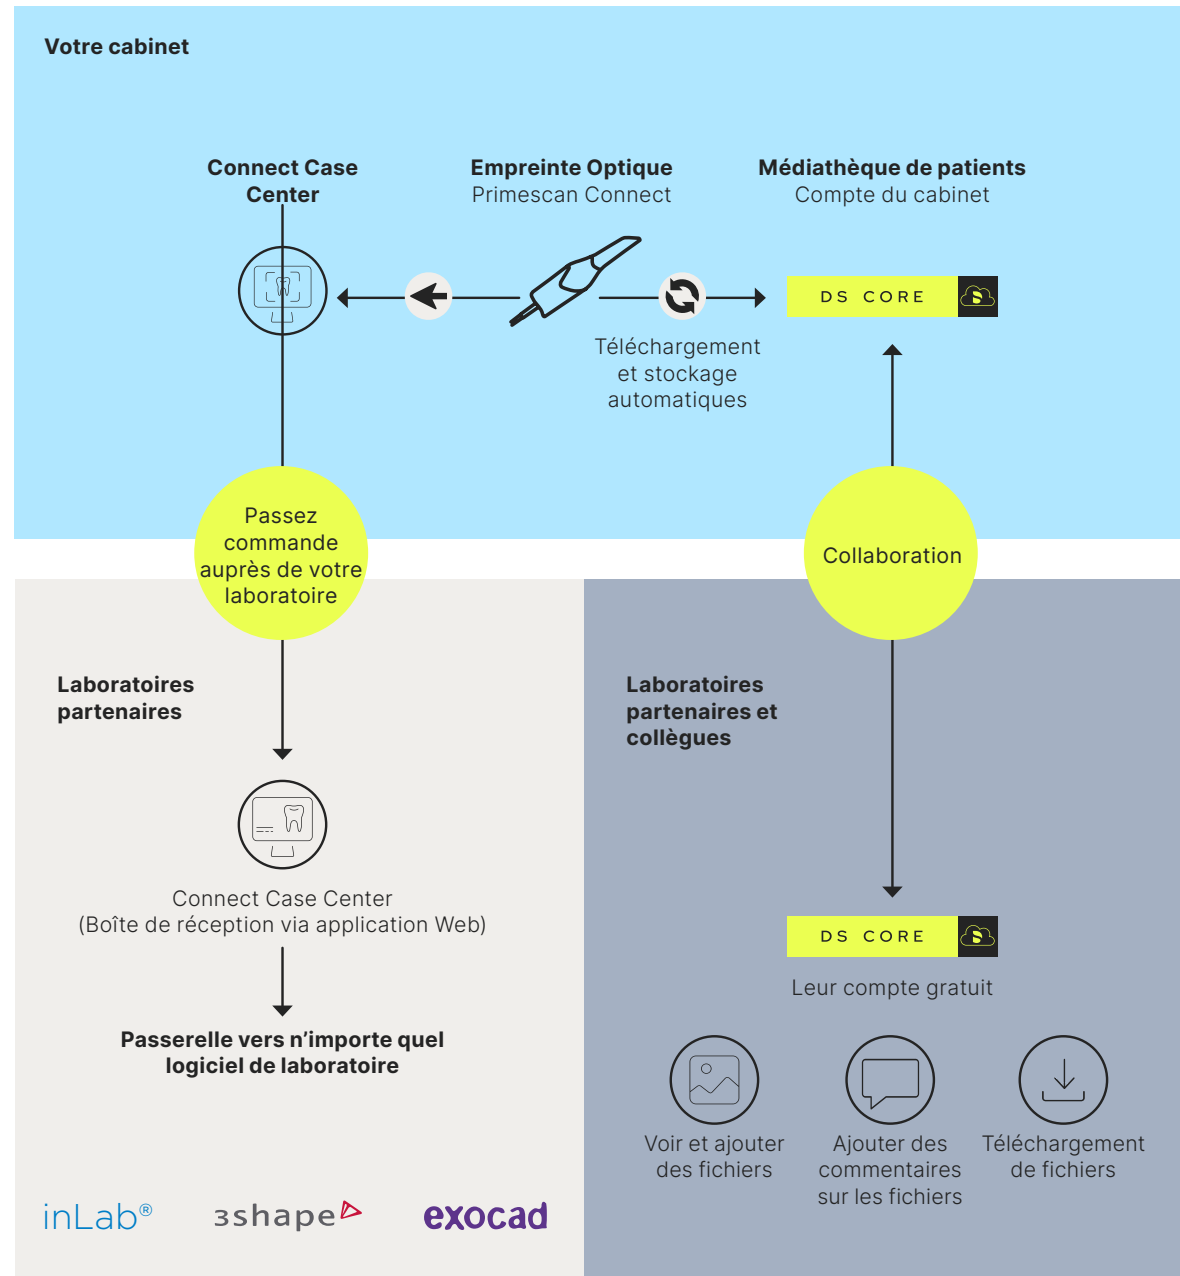 Votre cabinet
Connect Case
Center
Empreinte Optique
Primescan Connect
Médiathèque de patients
Compte du cabinet
DS CORE
Téléchargement
et stockage
automatiques
Passez
commande
auprès de votre
laboratoire
Collaboration
Laboratoires
partenaires
Connect Case Center
(Boîte de réception via application Web)
Passerelle vers n’importe quel
logiciel de laboratoire
inLab®
3shape
exocad
Laboratoires
partenaires et
collègues
DS CORE
Leur compte gratuit
Voir et ajouter
des fichiers
Ajouter des
commentaires
sur les fichiers
Téléchargement
de fichiers